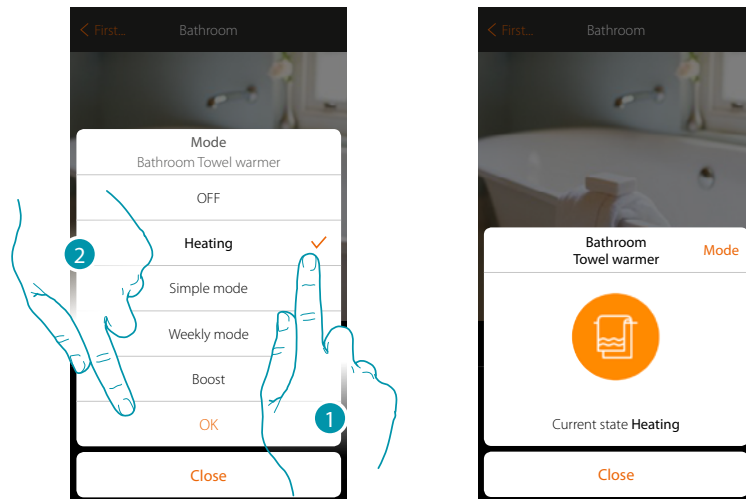 < First...
Bathroom
Mode
Bathroom Towel warmer
OFF
Heating
Simple mode
Weekly mode
Boost
OK
Close
2
1
< First...
Bathroom
Bathroom
Towel warmer
Mode
Current state Heating
Close